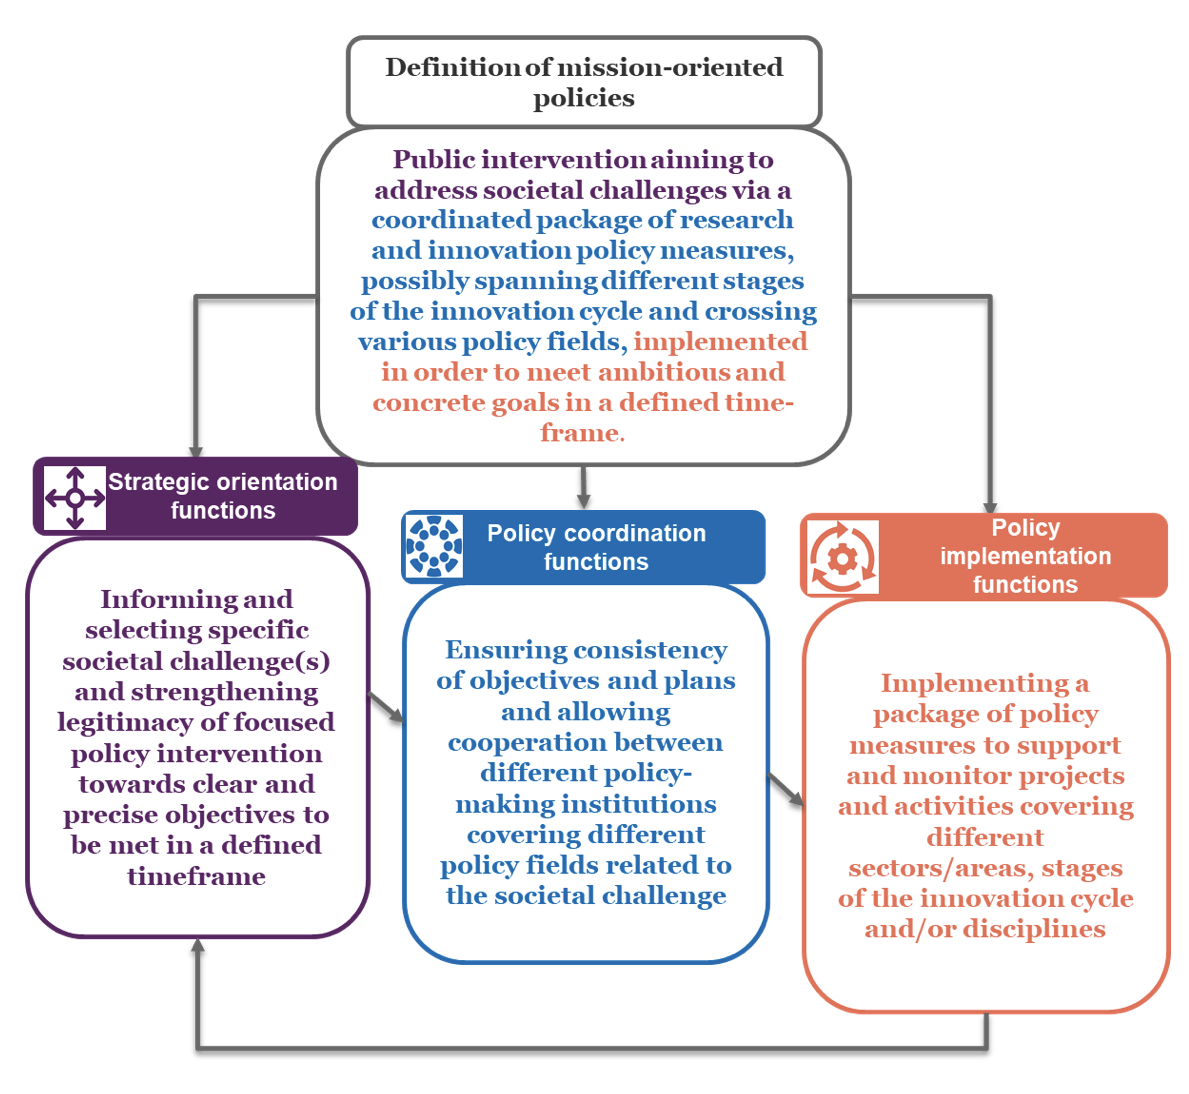 Definition of mission-oriented
policies
Public intervention aiming to
address societal challenges via a
coordinated package of research
and innovation policy measures,
possibly spanning different stages
of the innovation cycle and crossing
various policy fields, implemented
in order to meet ambitious and
concrete goals in a defined time-
frame.
Strategic orientation
functions
Informing and
selecting specific
societal challenge(s)
and strengthening
legitimacy of focused
policy intervention
towards clear and
precise objectives to
be met in a defined
timeframe
Policy coordination
functions
Ensuring consistency
of objectives and plans
and allowing
cooperation between
different policy-
making institutions
covering different
policy fields related to
the societal challenge
Policy
implementation
functions
Implementing a
package of policy
measures to support
and monitor projects
and activities covering
different
sectors/areas, stages
of the innovation cycle
and/or disciplines